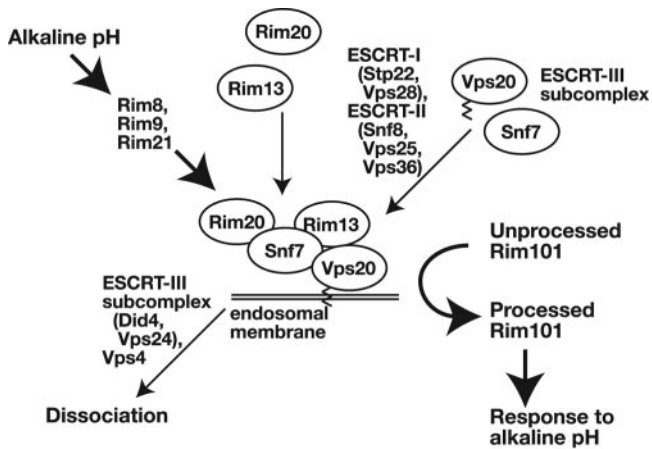 Alkaline pH
Rim8,
Rim9,
Rim21
Rim20
Rim13
ESCRT-I
(Stp22,
Vps28),
ESCRT-II
(Snf8,
Vps25,
Vps36)
Vps20
ESCRT-III
subcomplex
Snf7
Rim20
Rim13
Snf7
Vps20
endosomal
membrane
ESCRT-III
subcomplex
(Did4,
Vps24),
Vps4
Dissociation
Unprocessed
Rim101
Processed
Rim101
Response to
alkaline pH